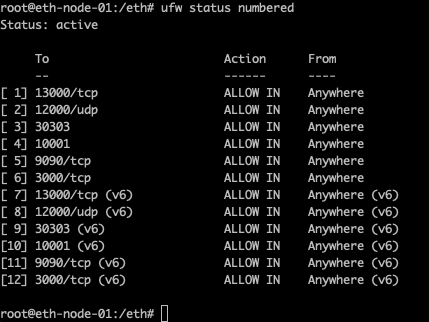 root@eth-node-01:/eth# ufw status numbered
Status: active

     To                         Action      From
     --                         ------      ----
[ 1] 13000/tcp                  ALLOW IN    Anywhere
[ 2] 12000/udp                  ALLOW IN    Anywhere
[ 3] 30303                      ALLOW IN    Anywhere
[ 4] 10001                      ALLOW IN    Anywhere
[ 5] 9090/tcp                   ALLOW IN    Anywhere
[ 6] 3000/tcp                   ALLOW IN    Anywhere
[ 7] 13000/tcp (v6)             ALLOW IN    Anywhere (v6)
[ 8] 12000/udp (v6)             ALLOW IN    Anywhere (v6)
[ 9] 30303 (v6)                 ALLOW IN    Anywhere (v6)
[10] 10001 (v6)                 ALLOW IN    Anywhere (v6)
[11] 9090/tcp (v6)              ALLOW IN    Anywhere (v6)
[12] 3000/tcp (v6)              ALLOW IN    Anywhere (v6)

root@eth-node-01:/eth#